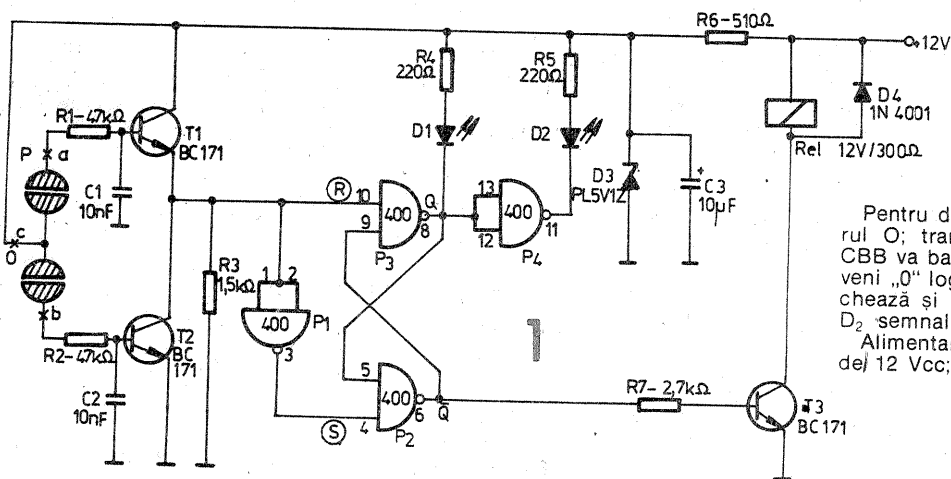 R6-510Ω
+12V
R4
220Ω
R5
220Ω
D4
1N 4001
R1-47kΩ
T1
BC171
P
a
D1
D2
Rel 12V/300Ω
C1
10nF
R
10
9
400
Q
8
P3
13
12
400
11
P4
D3
PL5V1Z
+
C3
10μF
c
O
b
R3
1,5kΩ
1
2
400
P1
3
1
T2
BC
171
R2-47kΩ
C2
10nF
5
400
4
6
Q̄
P2
S
R7-2,7kΩ
T3
BC171
Pentru d
rul O; tran
CBB va ba
veni „0" log
chează și
D₂ semnal
Alimenta
de 12 Vcc;